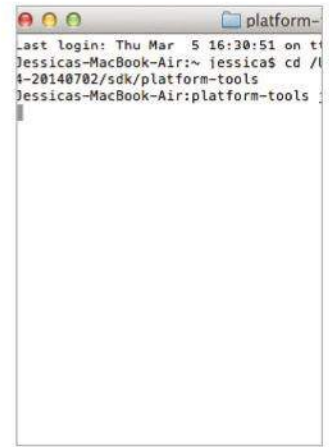 platform-
Last login: Thu Mar  5 16:30:51 on
Jessicas-MacBook-Air:~ jessica$ cd
4-20140702/sdk/platform-tools
Jessicas-MacBook-Air:platform-tools